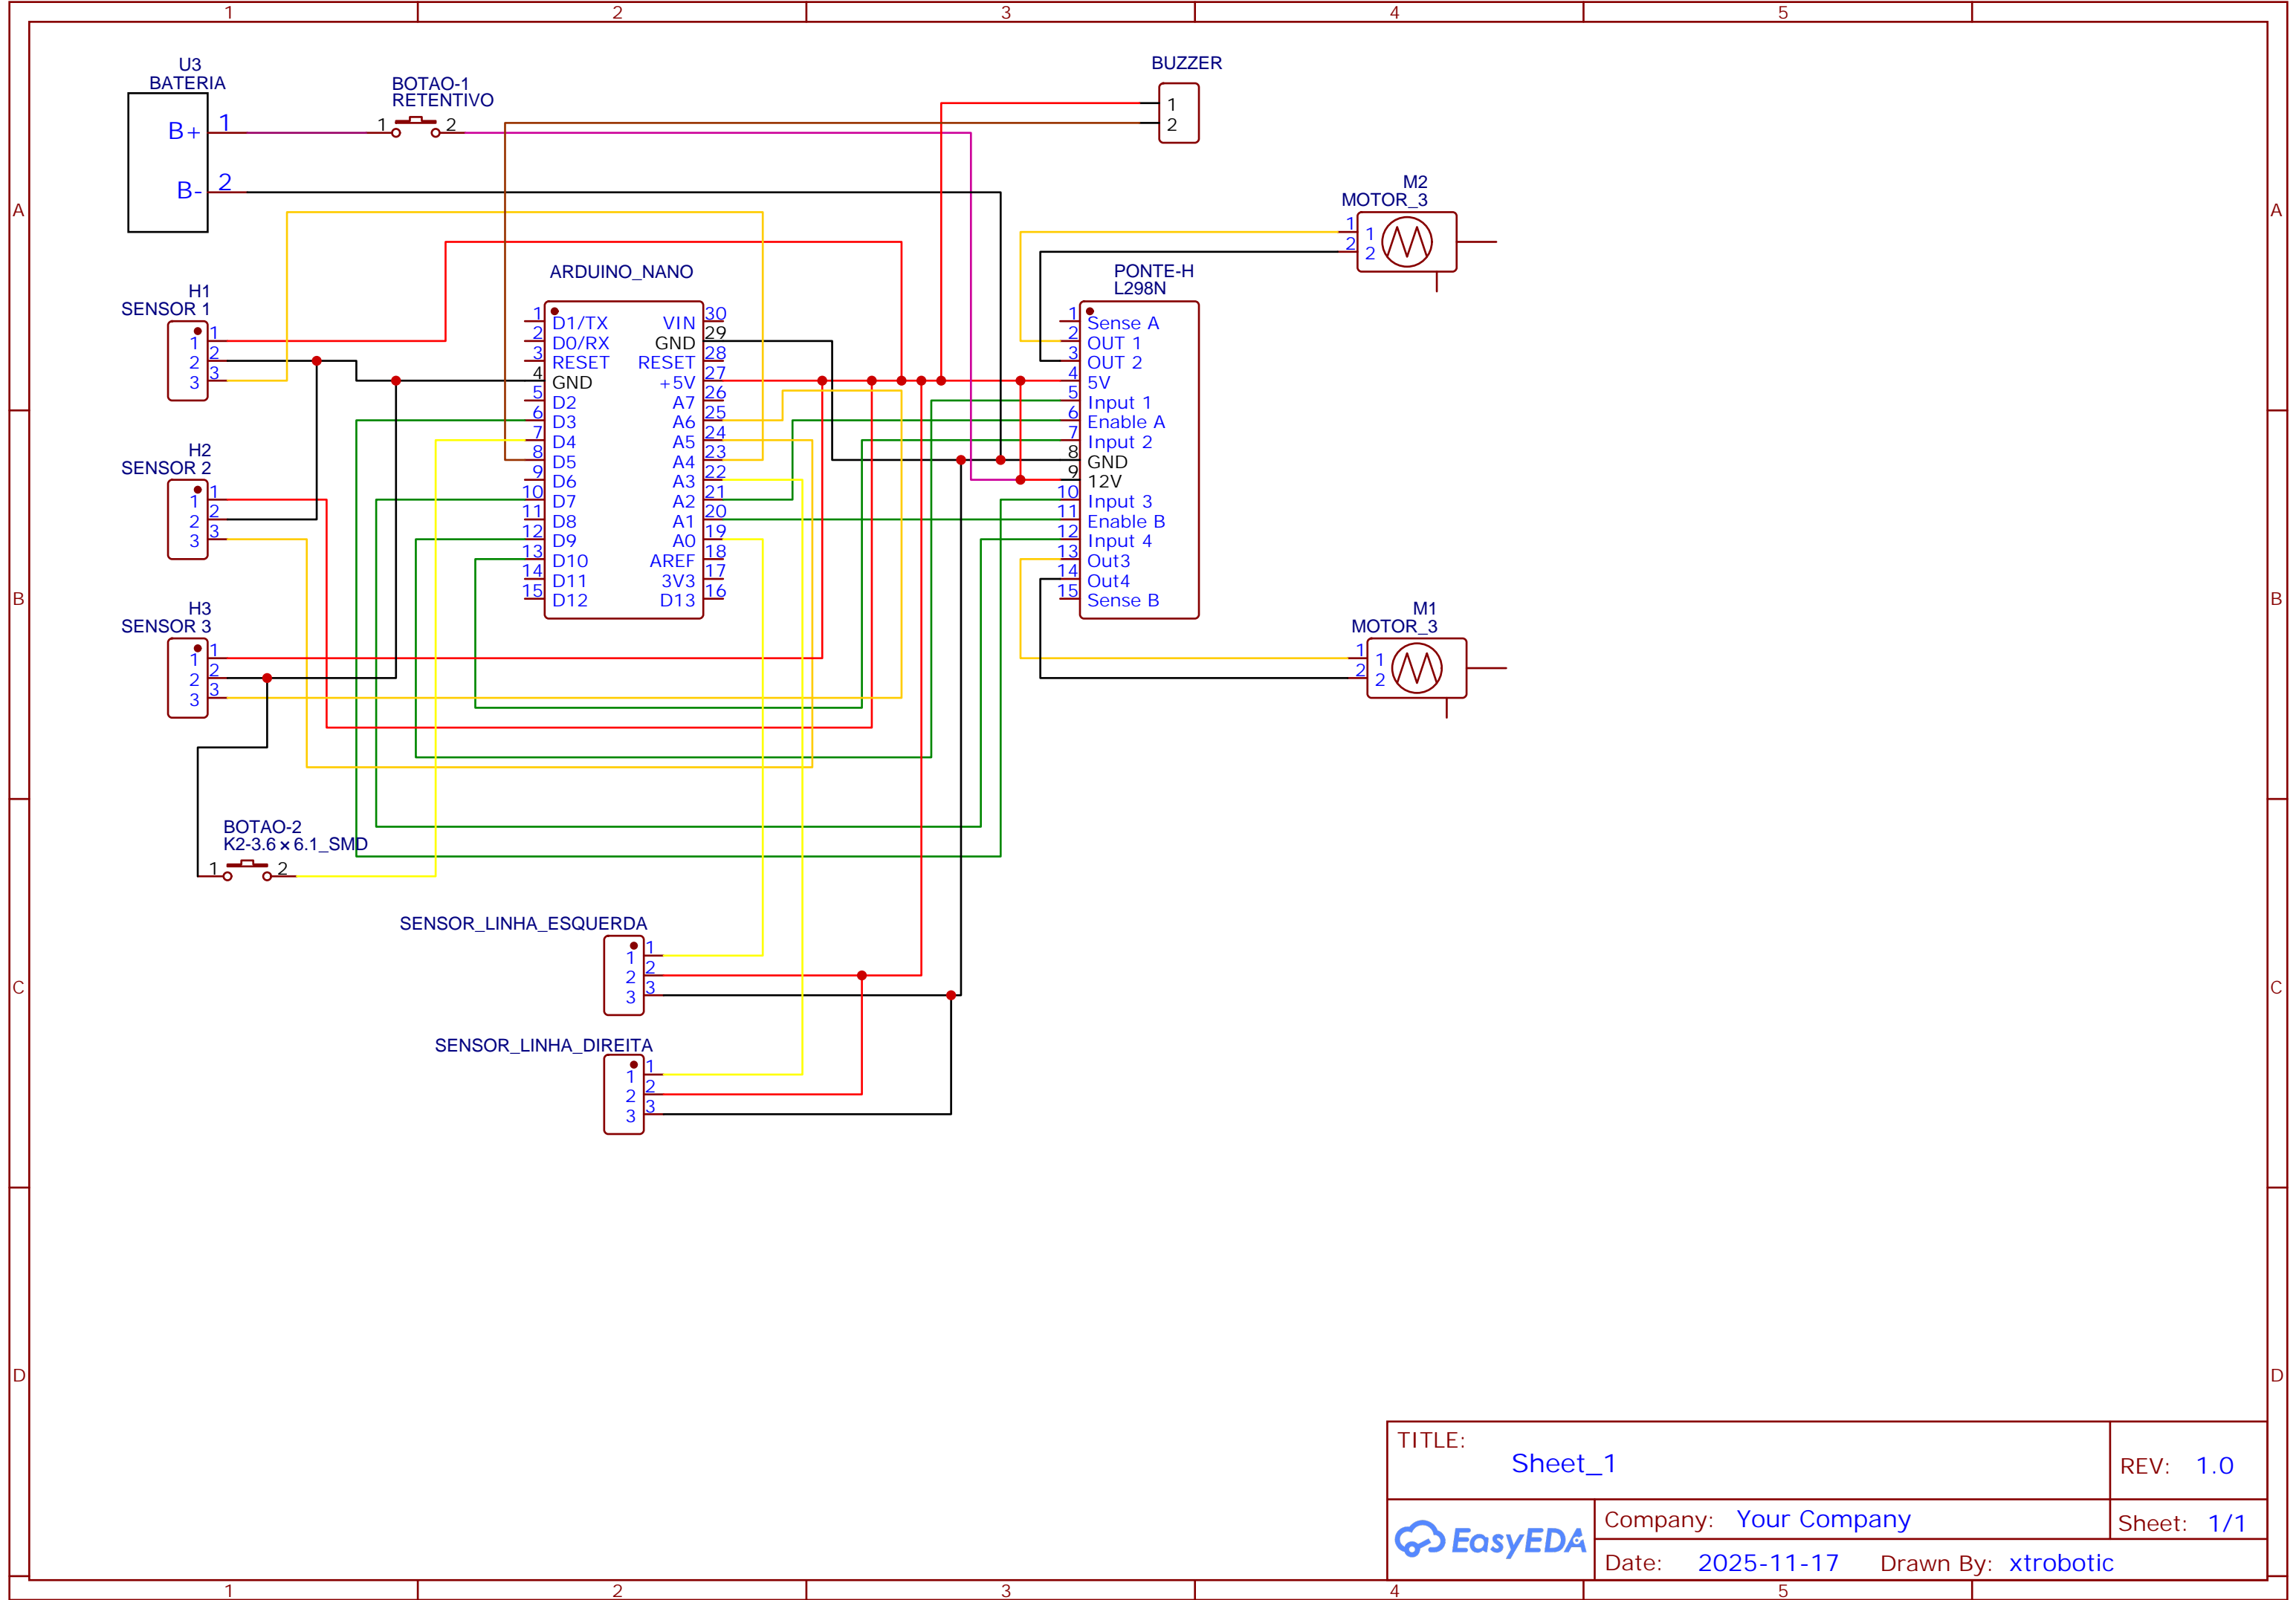 1 2 3 4 5
U3
BATERIA
B+ 1
B- 2
BOTAO-1
RETENTIVO
1 2
BUZZER
1
2
M2
MOTOR_3
1 1
2 2
A A
H1
SENSOR 1
1 1
2 2
3 3
H2
SENSOR 2
1 1
2 2
3 3
H3
SENSOR 3
1 1
2 2
3 3
ARDUINO_NANO
1 D1/TX VIN 30
2 D0/RX GND 29
3 RESET RESET 28
4 GND +5V 27
5 D2 A7 26
6 D3 A6 25
7 D4 A5 24
8 D5 A4 23
9 D6 A3 22
10 D7 A2 21
11 D8 A1 20
12 D9 A0 19
13 D10 AREF 18
14 D11 3V3 17
15 D12 D13 16
PONTE-H
L298N
1 Sense A
2 OUT 1
3 OUT 2
4 5V
5 Input 1
6 Enable A
7 Input 2
8 GND
9 12V
10 Input 3
11 Enable B
12 Input 4
13 Out3
14 Out4
15 Sense B
B B
M1
MOTOR_3
1 1
2 2
BOTAO-2
K2-3.6×6.1_SMD
1 2
SENSOR_LINHA_ESQUERDA
1 1
2 2
3 3
C C
SENSOR_LINHA_DIREITA
1 1
2 2
3 3
D D
TITLE:
Sheet_1
REV: 1.0
EasyEDA
Company: Your Company
Sheet: 1/1
Date: 2025-11-17 Drawn By: xtrobotic
1 2 3 4 5